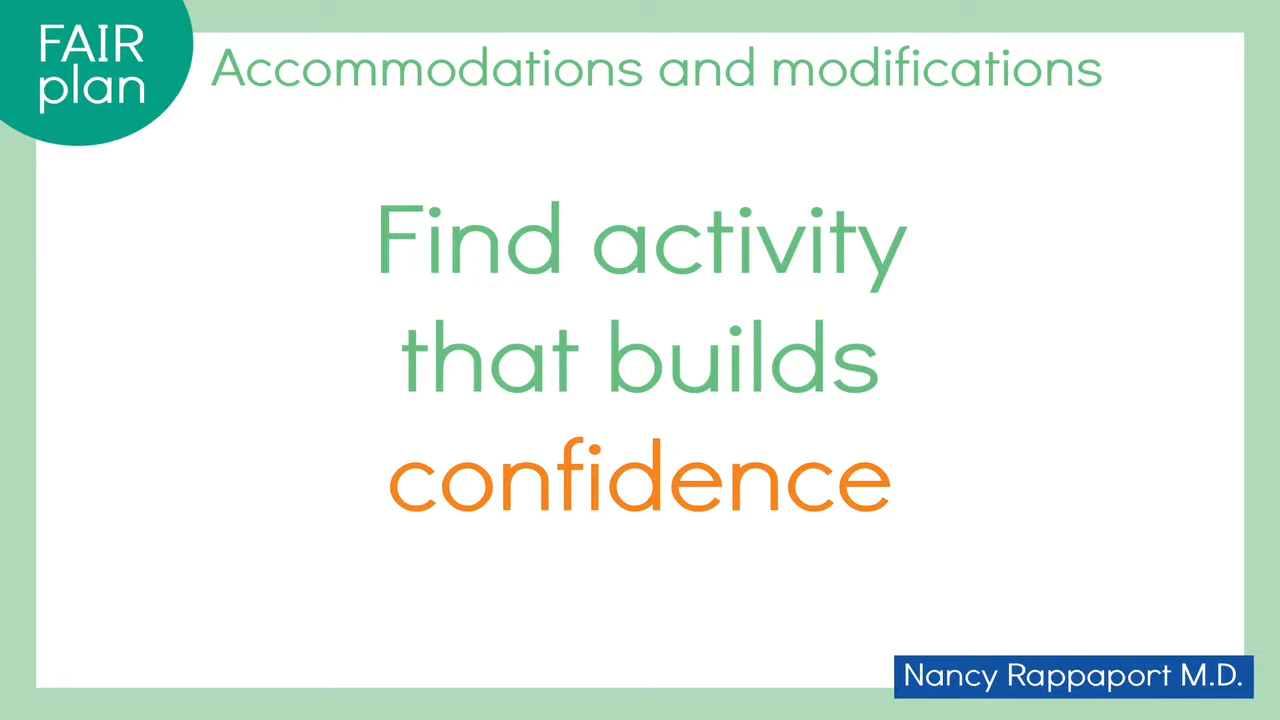 FAIR
plan
Accommodations and modifications
Find activity
that builds
confidence
Nancy Rappaport M.D.